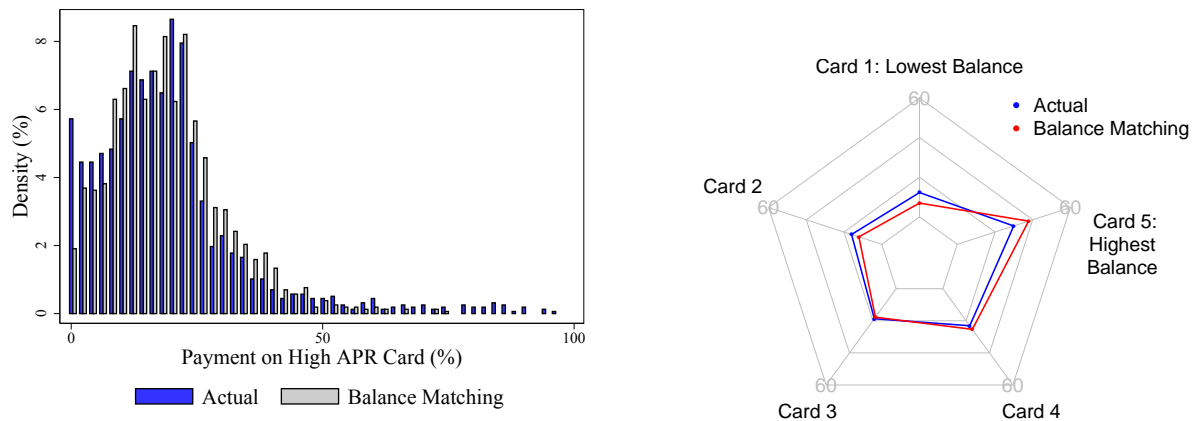 8
6
4
2
0
Density (%)
0
50
100
Payment on High APR Card (%)
Actual
Balance Matching
Card 1: Lowest Balance
60
Actual
Balance Matching
Card 2
60
60
Card 5:
Highest
Balance
60
60
Card 3
Card 4